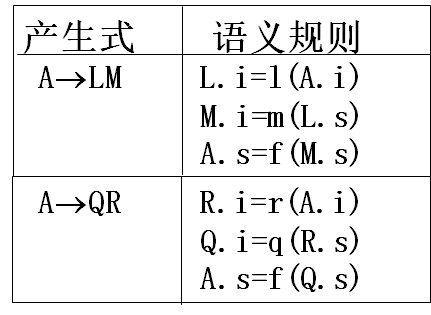 产生式 语义规则
A→LM L.i=l(A.i)
M.i=m(L.s)
A.s=f(M.s)
A→QR R.i=r(A.i)
Q.i=q(R.s)
A.s=f(Q.s)